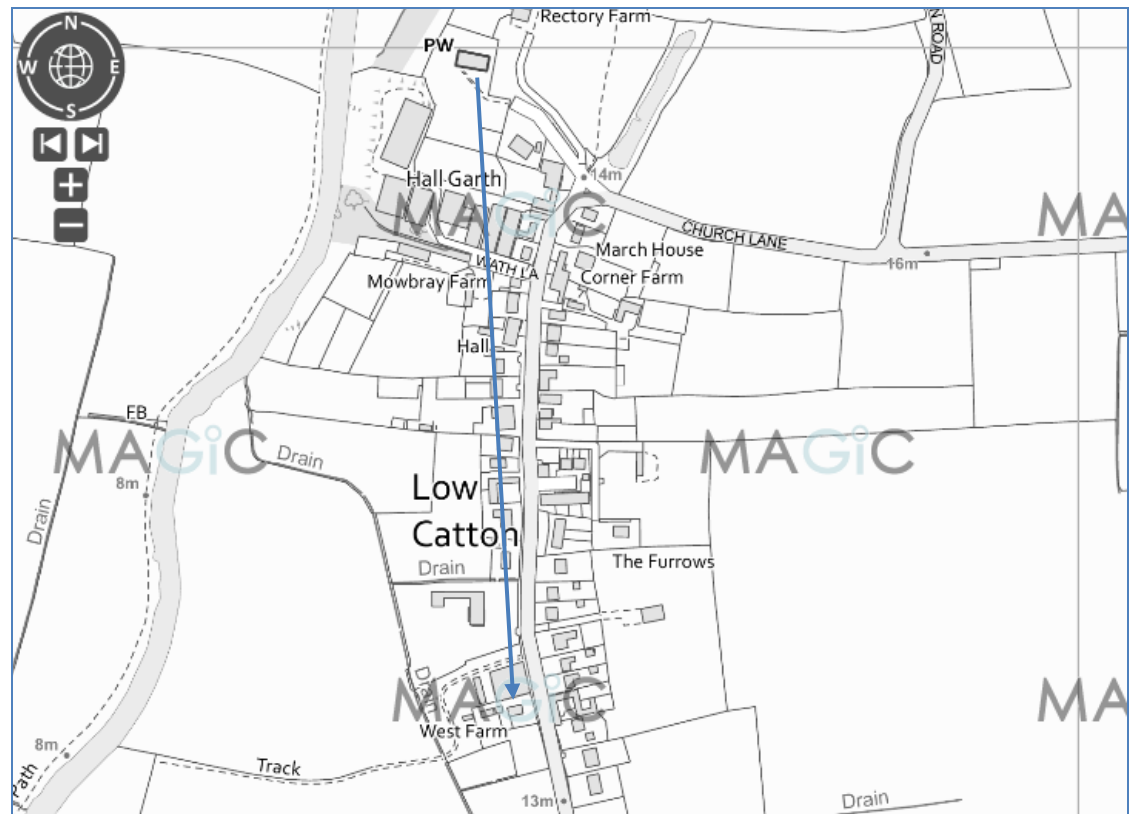 Rectory Farm
N ROAD
PW
N
W
E
S
14m
Hall Garth
MAGiC
MA
CHURCH LANE
March House
WATH LA
16m
Mowbray Farm
Corner Farm
Hall
FB
MAGiC
MAGiC
Drain
8m
Low
Catton
Drain
Drain
The Furrows
Drain
MAGiC
MA
West Farm
8m
Track
Path
13m
Drain